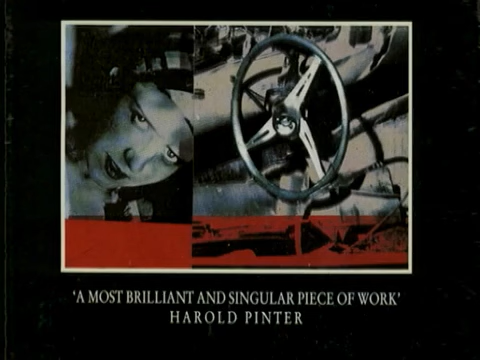 'A MOST BRILLIANT AND SINGULAR PIECE OF WORK'
HAROLD PINTER